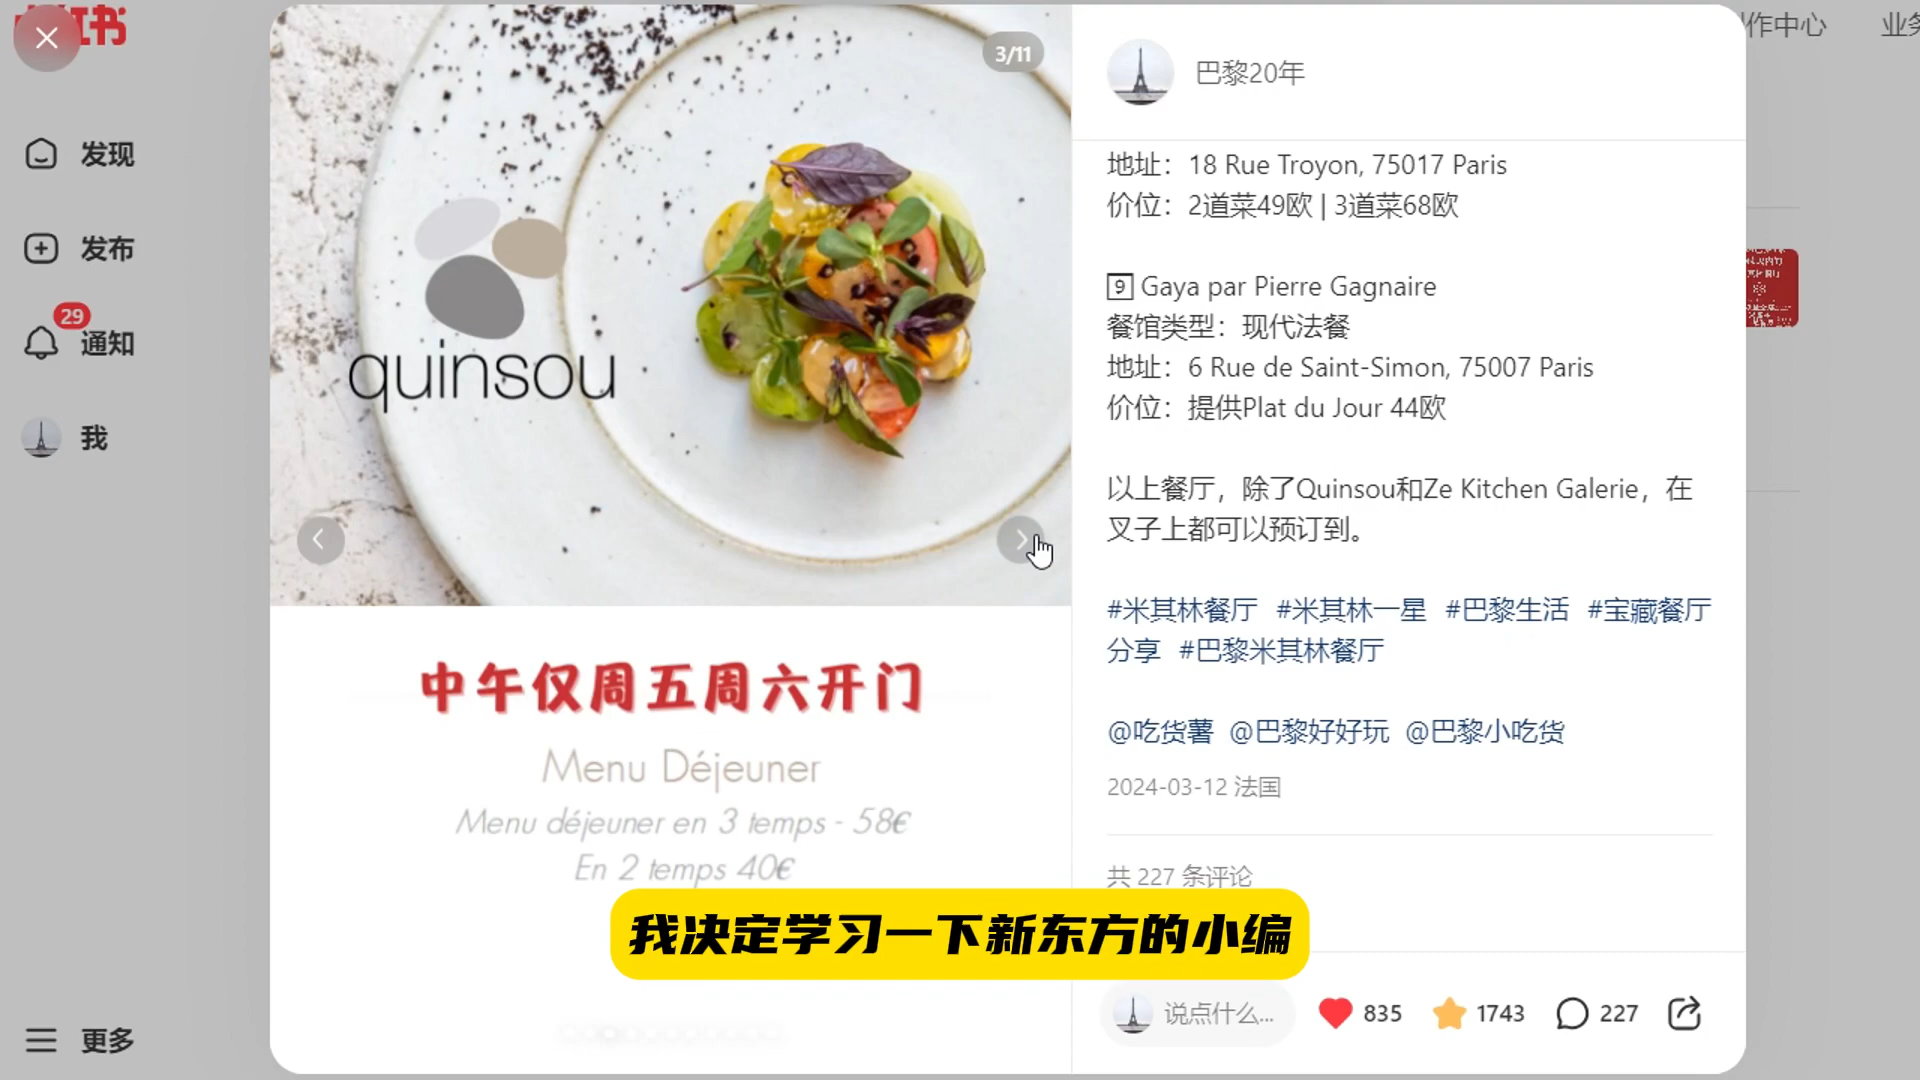 红书
发现
发布
29
通知
我
更多
3/11
quinsou
中午仅周五周六开门
Menu Déjeuner
Menu déjeuner en 3 temps - 58€
En 2 temps 40€
巴黎20年
地址：18 Rue Troyon, 75017 Paris
价位：2道菜49欧 | 3道菜68欧
9 Gaya par Pierre Gagnaire
餐馆类型：现代法餐
地址：6 Rue de Saint-Simon, 75007 Paris
价位：提供Plat du Jour 44欧
以上餐厅，除了Quinsou和Ze Kitchen Galerie，在
叉子上都可以预订到。
#米其林餐厅 #米其林一星 #巴黎生活 #宝藏餐厅
分享 #巴黎米其林餐厅
@吃货薯 @巴黎好好玩 @巴黎小吃货
2024-03-12 法国
共 227 条评论
我决定学习一下新东方的小编
说点什么...
835
1743
227
作中心
业务